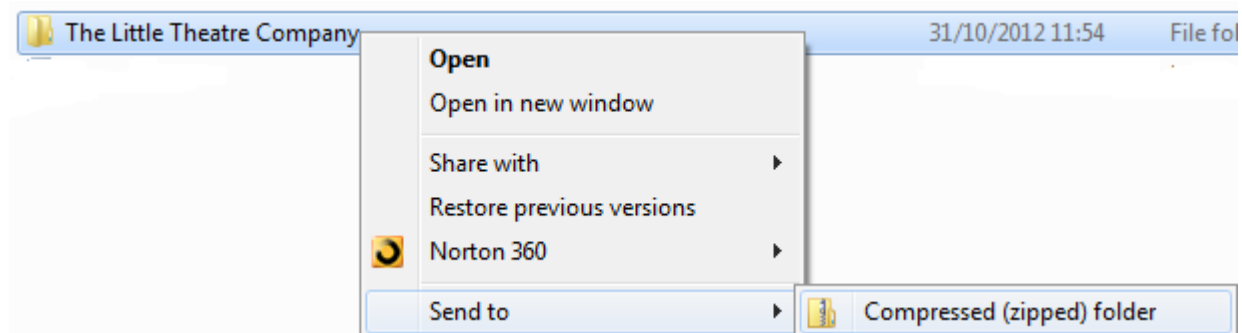 The Little Theatre Company 31/10/2012 11:54 File fol
Open
Open in new window
Share with
Restore previous versions
Norton 360
Send to Compressed (zipped) folder